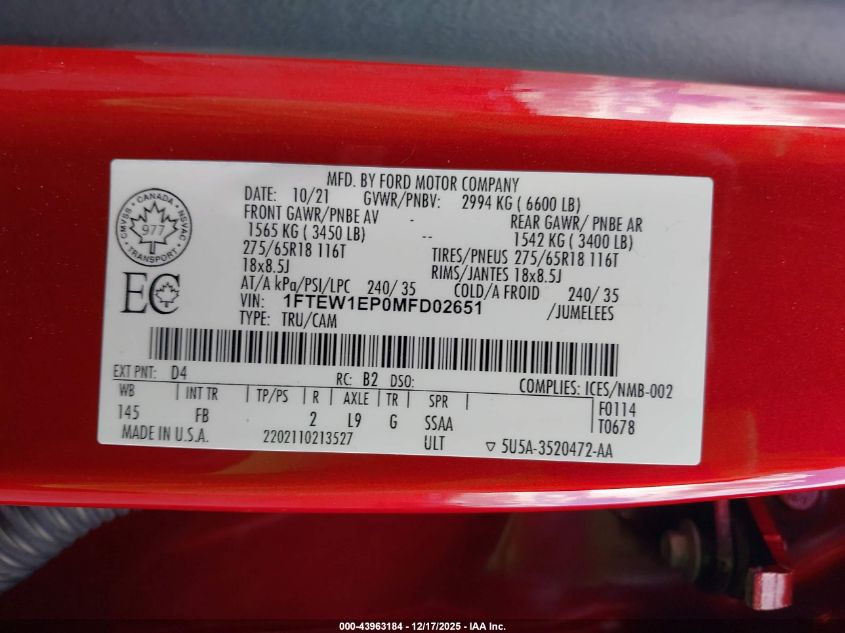 MFD. BY FORD MOTOR COMPANY
DATE: 10/21 GVWR/PNBV: 2994 KG ( 6600 LB)
FRONT GAWR/PNBE AV REAR GAWR/ PNBE AR
1565 KG ( 3450 LB) -- 1542 KG ( 3400 LB)
275/65R18 116T TIRES/PNEUS 275/65R18 116T
18x8.5J RIMS/JANTES 18x8.5J
AT/A kPa/PSI/LPC 240/ 35 COLD/A FROID 240/ 35
VIN: 1FTEW1EP0MFD02651 /JUMELEES
TYPE: TRU/CAM
CMVSS CANADA NSVAC
977
TRANSPORT
EC
EXT PNT: D4 RC: B2 DSO: COMPLIES: ICES/NMB-002
WB | INT TR | TP/PS | R | AXLE | TR | SPR | F0114
145 FB 2 L9 G SSAA T0678
MADE IN U.S.A. 2202110213527 ULT ▽ 5U5A-3520472-AA
000-43963184 - 12/17/2025 - IAA Inc.